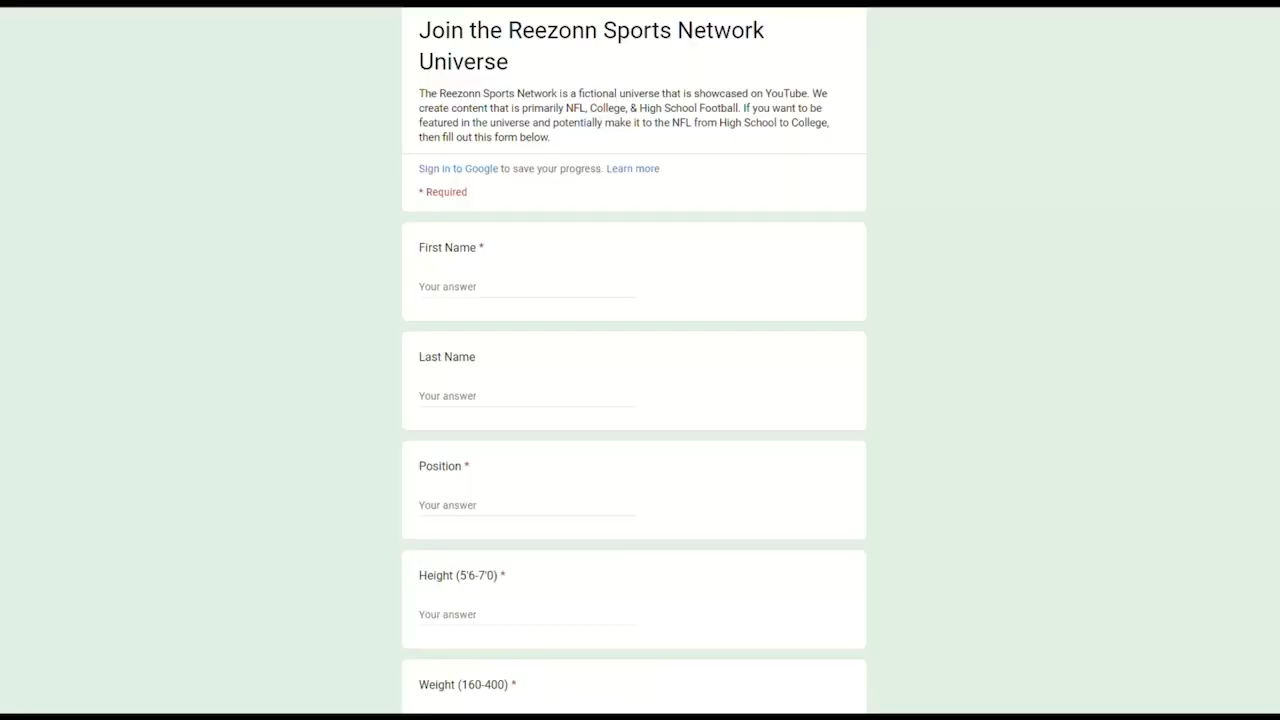 Join the Reezonn Sports Network
Universe
The Reezonn Sports Network is a fictional universe that is showcased on YouTube. We
create content that is primarily NFL, College, & High School Football. If you want to be
featured in the universe and potentially make it to the NFL from High School to College,
then fill out this form below.
Sign in to Google to save your progress. Learn more
* Required
First Name *
Your answer
Last Name
Your answer
Position *
Your answer
Height (5'6-7'0) *
Your answer
Weight (160-400) *